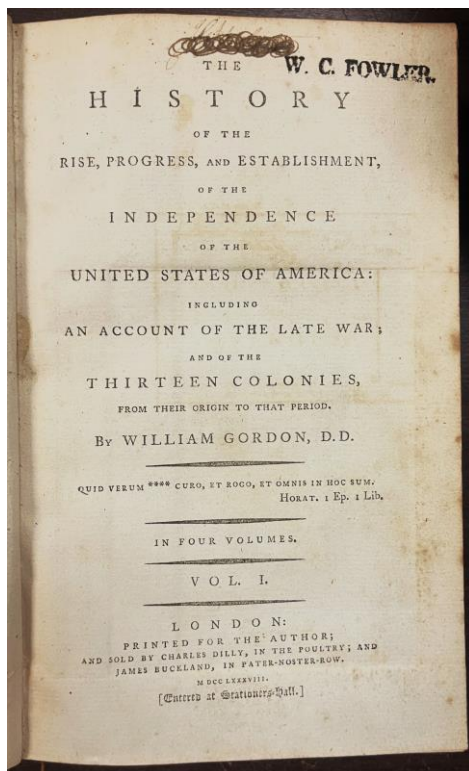 THE
W. C. FOWLER.
HISTORY
OF THE
RISE, PROGRESS, AND ESTABLISHMENT,
OF THE
INDEPENDENCE
OF THE
UNITED STATES OF AMERICA:
INCLUDING
AN ACCOUNT OF THE LATE WAR;
AND OF THE
THIRTEEN COLONIES,
FROM THEIR ORIGIN TO THAT PERIOD.
BY WILLIAM GORDON, D.D.
QUID VERUM **** CURO, ET ROGO, ET OMNIS IN HOC SUM.
HORAT. 1 Ep. 1 Lib.
IN FOUR VOLUMES.
VOL. I.
LONDON:
PRINTED FOR THE AUTHOR;
AND SOLD BY CHARLES DILLY, IN THE POULTRY; AND
JAMES BUCKLAND, IN PATER-NOSTER-ROW.
M DCC LXXXVIII.
[Entered at Stationers-Hall.]